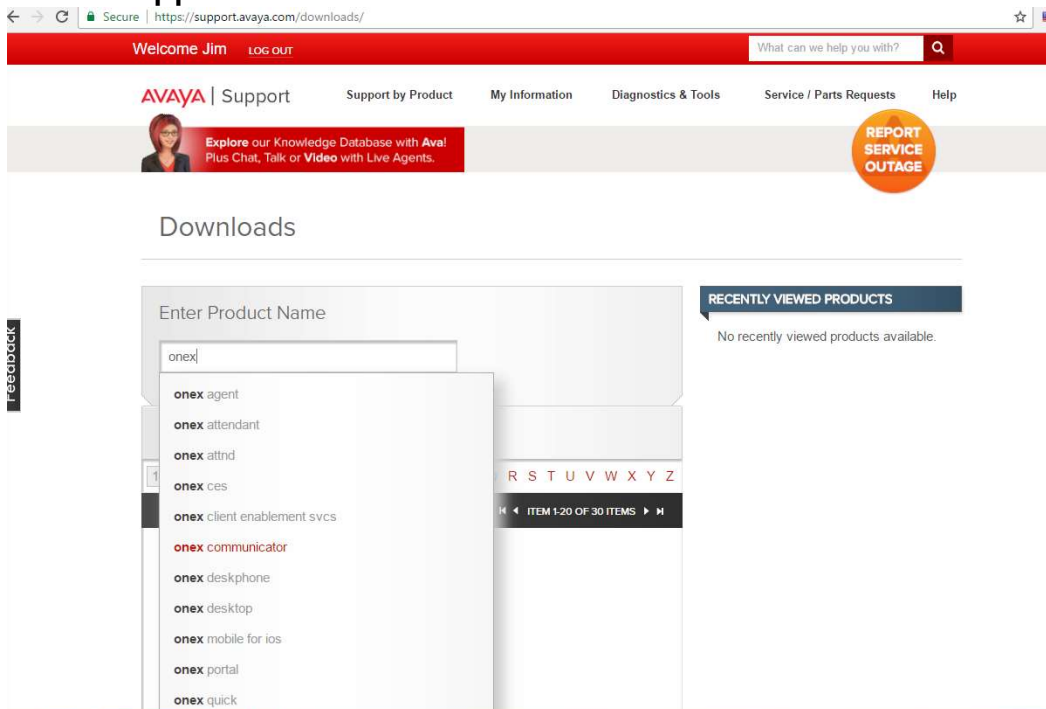 Secure | https://support.avaya.com/downloads/
Welcome Jim LOG OUT
What can we help you with?
AVAYA | Support
Support by Product My Information Diagnostics & Tools Service / Parts Requests Help
Explore our Knowledge Database with Ava!
Plus Chat, Talk or Video with Live Agents.
REPORT
SERVICE
OUTAGE
Downloads
Enter Product Name
RECENTLY VIEWED PRODUCTS
No recently viewed products available.
Feedback
onex
onex agent
onex attendant
onex attnd
1
R S T U V W X Y Z
onex ces
onex client enablement svcs
ITEM 1-20 OF 30 ITEMS
onex communicator
onex deskphone
onex desktop
onex mobile for ios
onex portal
onex quick